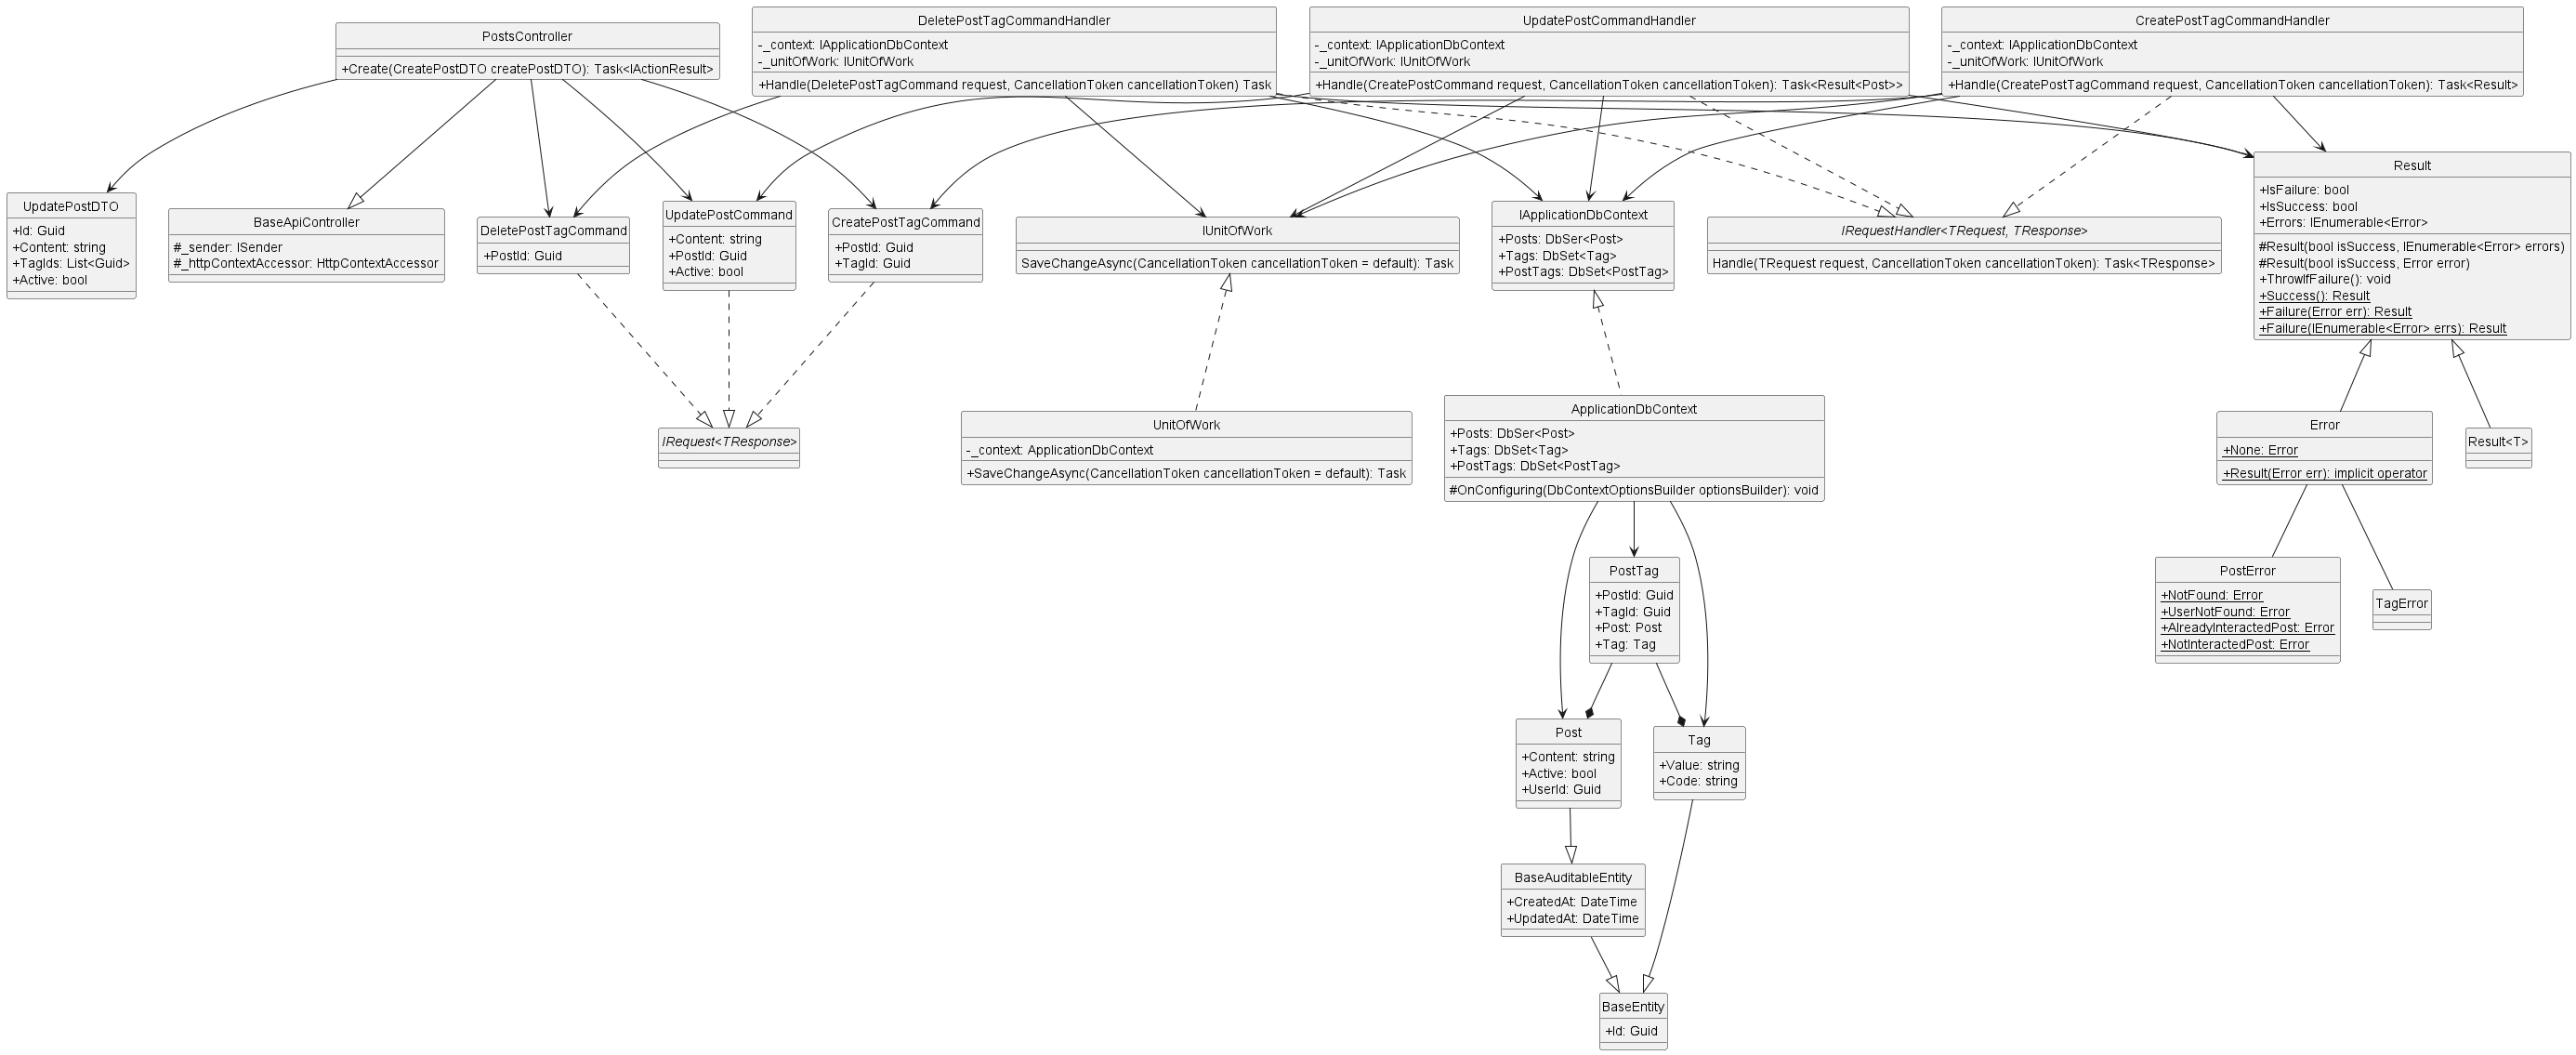 PostsController
+Create(CreatePostDTO createPostDTO): Task<IActionResult>
DeletePostTagCommandHandler
-_context: IApplicationDbContext
-_unitOfWork: IUnitOfWork
+Handle(DeletePostTagCommand request, CancellationToken cancellationToken) Task
UpdatePostCommandHandler
-_context: IApplicationDbContext
-_unitOfWork: IUnitOfWork
+Handle(CreatePostCommand request, CancellationToken cancellationToken): Task<Result<Post>>
CreatePostTagCommandHandler
-_context: IApplicationDbContext
-_unitOfWork: IUnitOfWork
+Handle(CreatePostTagCommand request, CancellationToken cancellationToken): Task<Result>
UpdatePostDTO
+Id: Guid
+Content: string
+TagIds: List<Guid>
+Active: bool
BaseApiController
#_sender: ISender
#_httpContextAccessor: HttpContextAccessor
DeletePostTagCommand
+PostId: Guid
UpdatePostCommand
+Content: string
+PostId: Guid
+Active: bool
CreatePostTagCommand
+PostId: Guid
+TagId: Guid
IUnitOfWork
SaveChangeAsync(CancellationToken cancellationToken = default): Task
IApplicationDbContext
+Posts: DbSer<Post>
+Tags: DbSet<Tag>
+PostTags: DbSet<PostTag>
IRequestHandler<TRequest, TResponse>
Handle(TRequest request, CancellationToken cancellationToken): Task<TResponse>
Result
+IsFailure: bool
+IsSuccess: bool
+Errors: IEnumerable<Error>
#Result(bool isSuccess, IEnumerable<Error> errors)
#Result(bool isSuccess, Error error)
+ThrowIfFailure(): void
+Success(): Result
+Failure(Error err): Result
+Failure(IEnumerable<Error> errs): Result
IRequest<TResponse>
UnitOfWork
-_context: ApplicationDbContext
+SaveChangeAsync(CancellationToken cancellationToken = default): Task
ApplicationDbContext
+Posts: DbSer<Post>
+Tags: DbSet<Tag>
+PostTags: DbSet<PostTag>
#OnConfiguring(DbContextOptionsBuilder optionsBuilder): void
Error
+None: Error
+Result(Error err): implicit operator
Result<T>
PostTag
+PostId: Guid
+TagId: Guid
+Post: Post
+Tag: Tag
PostError
+NotFound: Error
+UserNotFound: Error
+AlreadyInteractedPost: Error
+NotInteractedPost: Error
TagError
Post
+Content: string
+Active: bool
+UserId: Guid
Tag
+Value: string
+Code: string
BaseAuditableEntity
+CreatedAt: DateTime
+UpdatedAt: DateTime
BaseEntity
+Id: Guid